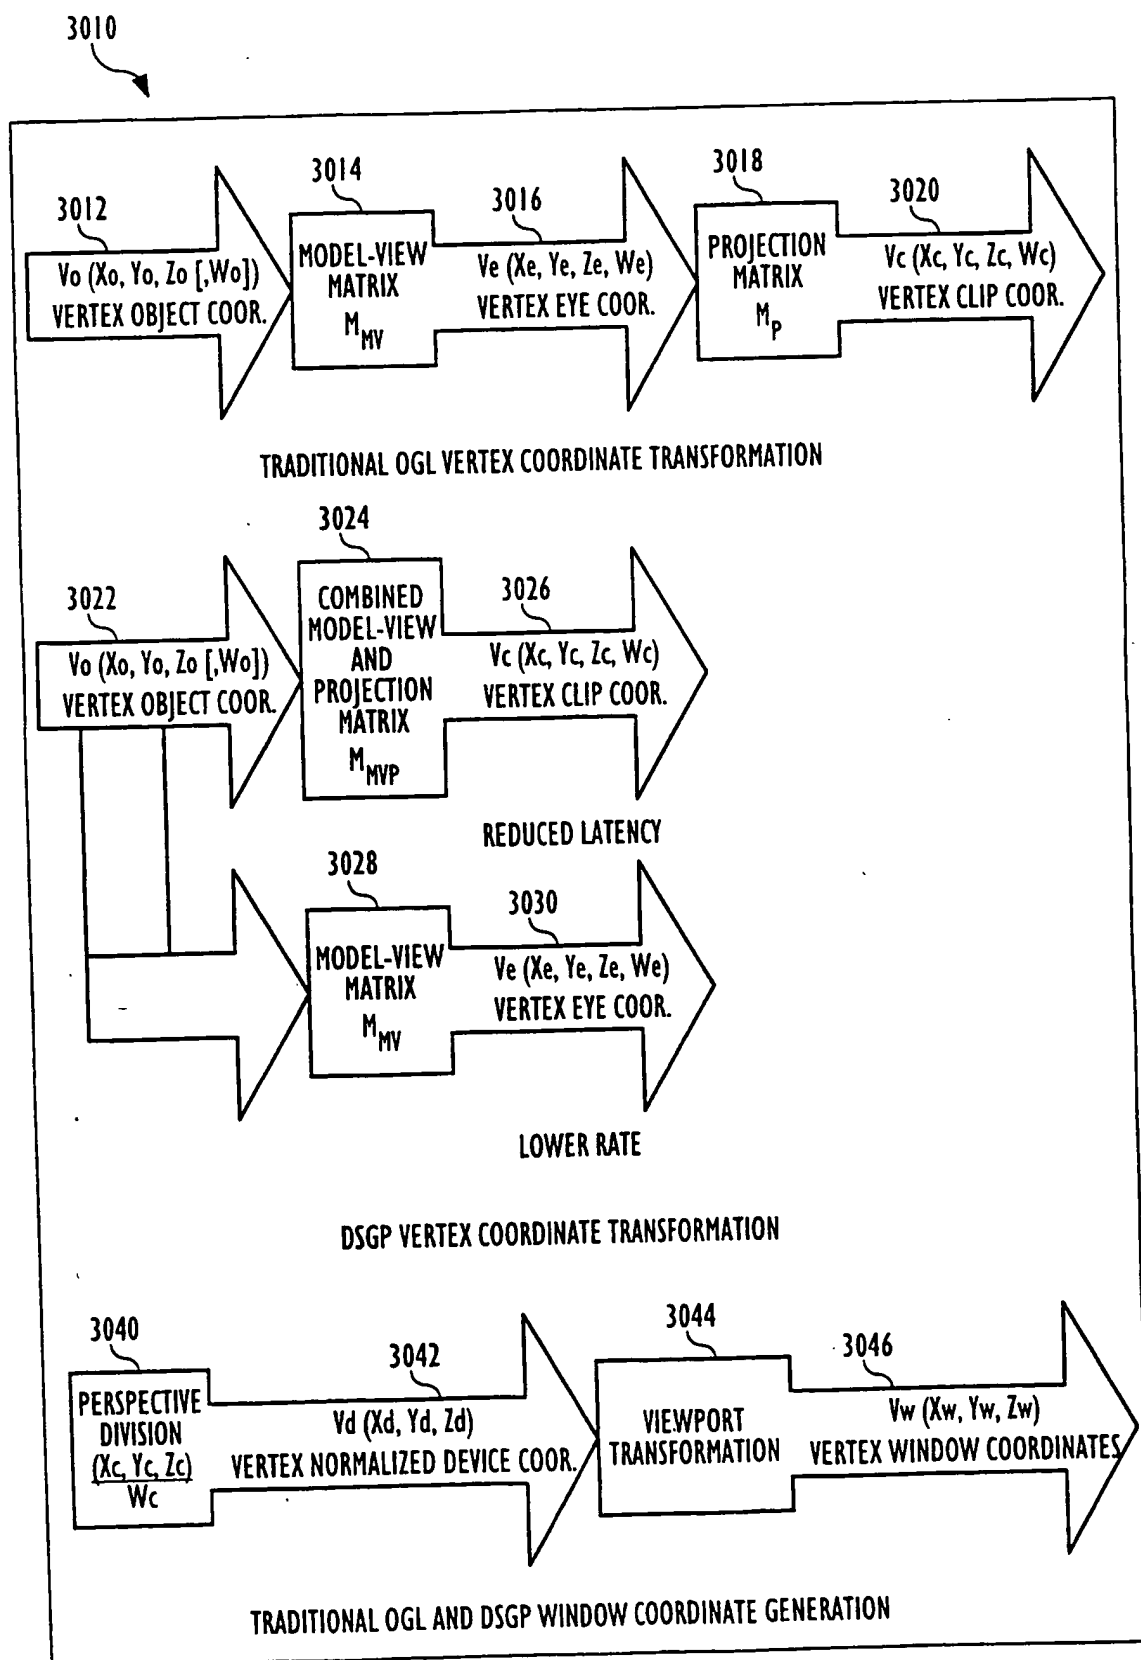 3010
3012
Vo (Xo, Yo, Zo [,Wo])
VERTEX OBJECT COOR.
3014
MODEL-VIEW
MATRIX
M MV
3016
Ve (Xe, Ye, Ze, We)
VERTEX EYE COOR.
3018
PROJECTION
MATRIX
M P
3020
Vc (Xc, Yc, Zc, Wc)
VERTEX CLIP COOR.
TRADITIONAL OGL VERTEX COORDINATE TRANSFORMATION
3022
Vo (Xo, Yo, Zo [,Wo])
VERTEX OBJECT COOR.
3024
COMBINED
MODEL-VIEW
AND
PROJECTION
MATRIX
M MVP
3026
Vc (Xc, Yc, Zc, Wc)
VERTEX CLIP COOR.
REDUCED LATENCY
3028
MODEL-VIEW
MATRIX
M MV
3030
Ve (Xe, Ye, Ze, We)
VERTEX EYE COOR.
LOWER RATE
DSGP VERTEX COORDINATE TRANSFORMATION
3040
PERSPECTIVE
DIVISION
(Xc, Yc, Zc)
Wc
3042
Vd (Xd, Yd, Zd)
VERTEX NORMALIZED DEVICE COOR.
3044
VIEWPORT
TRANSFORMATION
3046
Vw (Xw, Yw, Zw)
VERTEX WINDOW COORDINATES
TRADITIONAL OGL AND DSGP WINDOW COORDINATE GENERATION